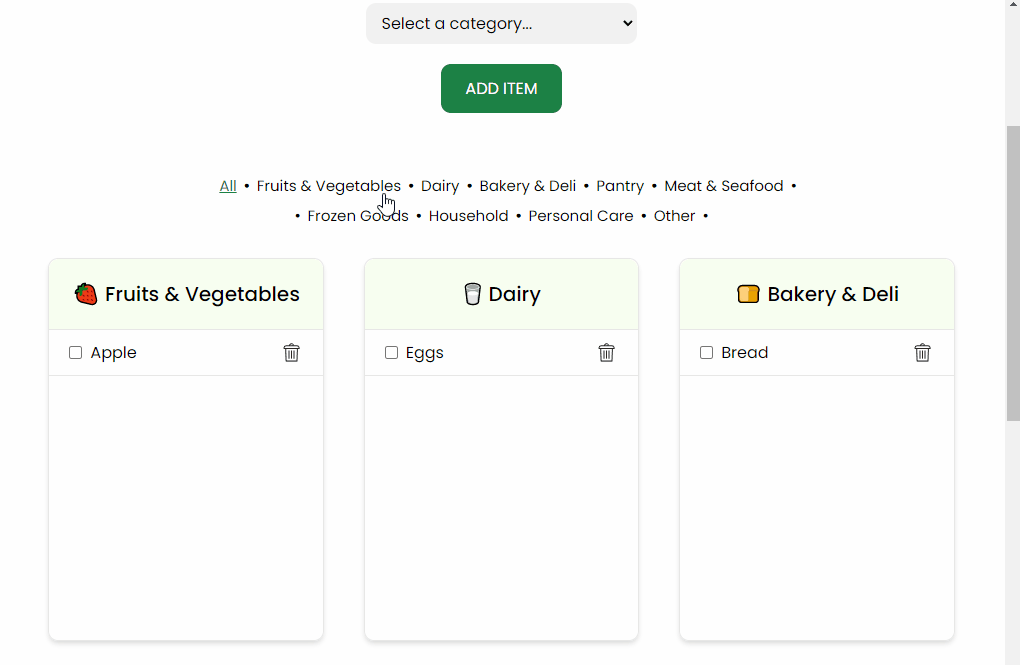 Select a category...
ADD ITEM
All • Fruits & Vegetables • Dairy • Bakery & Deli • Pantry • Meat & Seafood •
• Frozen Goods • Household • Personal Care • Other •
Fruits & Vegetables
Apple
Dairy
Eggs
Bakery & Deli
Bread